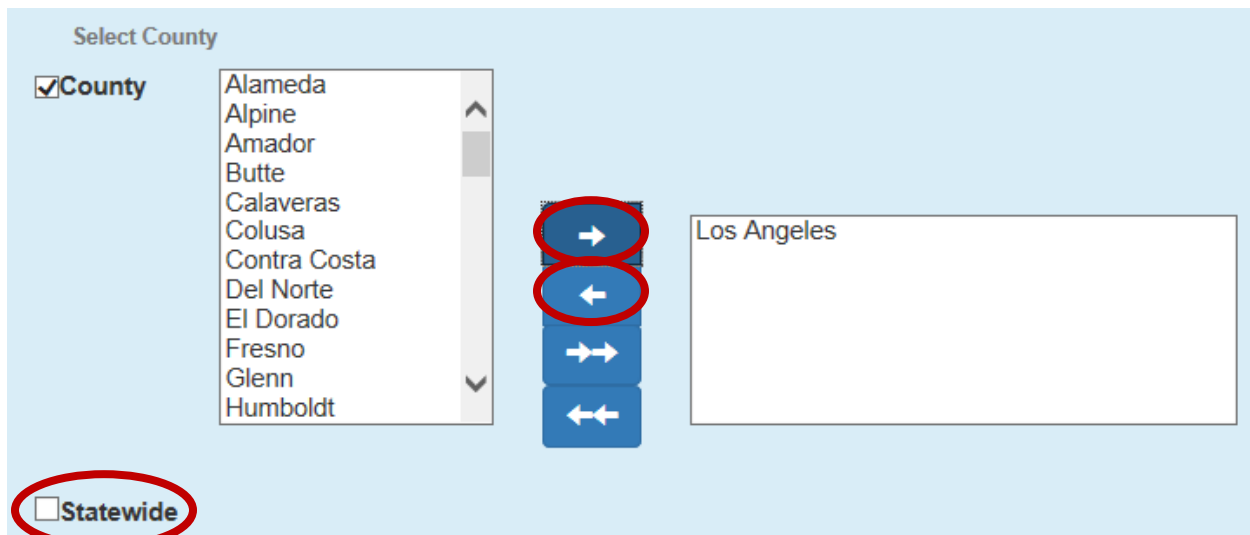 Select County
County
Alameda
Alpine
Amador
Butte
Calaveras
Colusa
Contra Costa
Del Norte
El Dorado
Fresno
Glenn
Humboldt
Los Angeles
Statewide